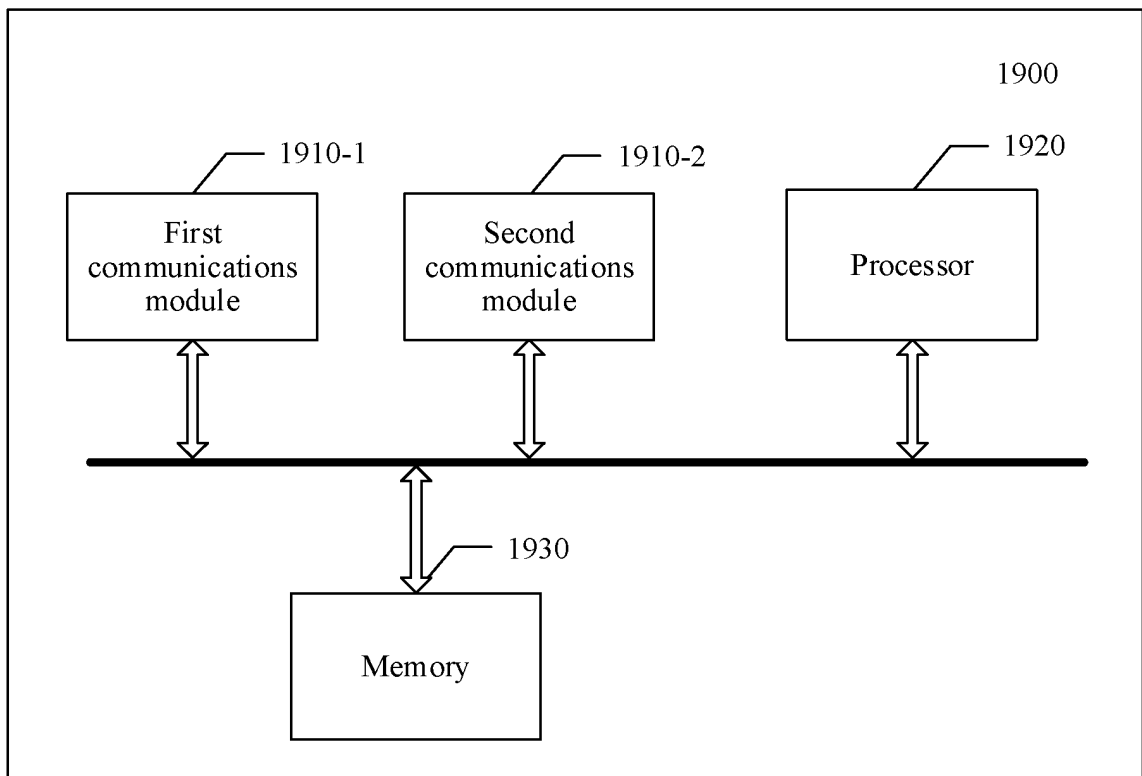 1900
1910-1
1910-2
1920
First
communications
module
Second
communications
module
Processor
1930
Memory